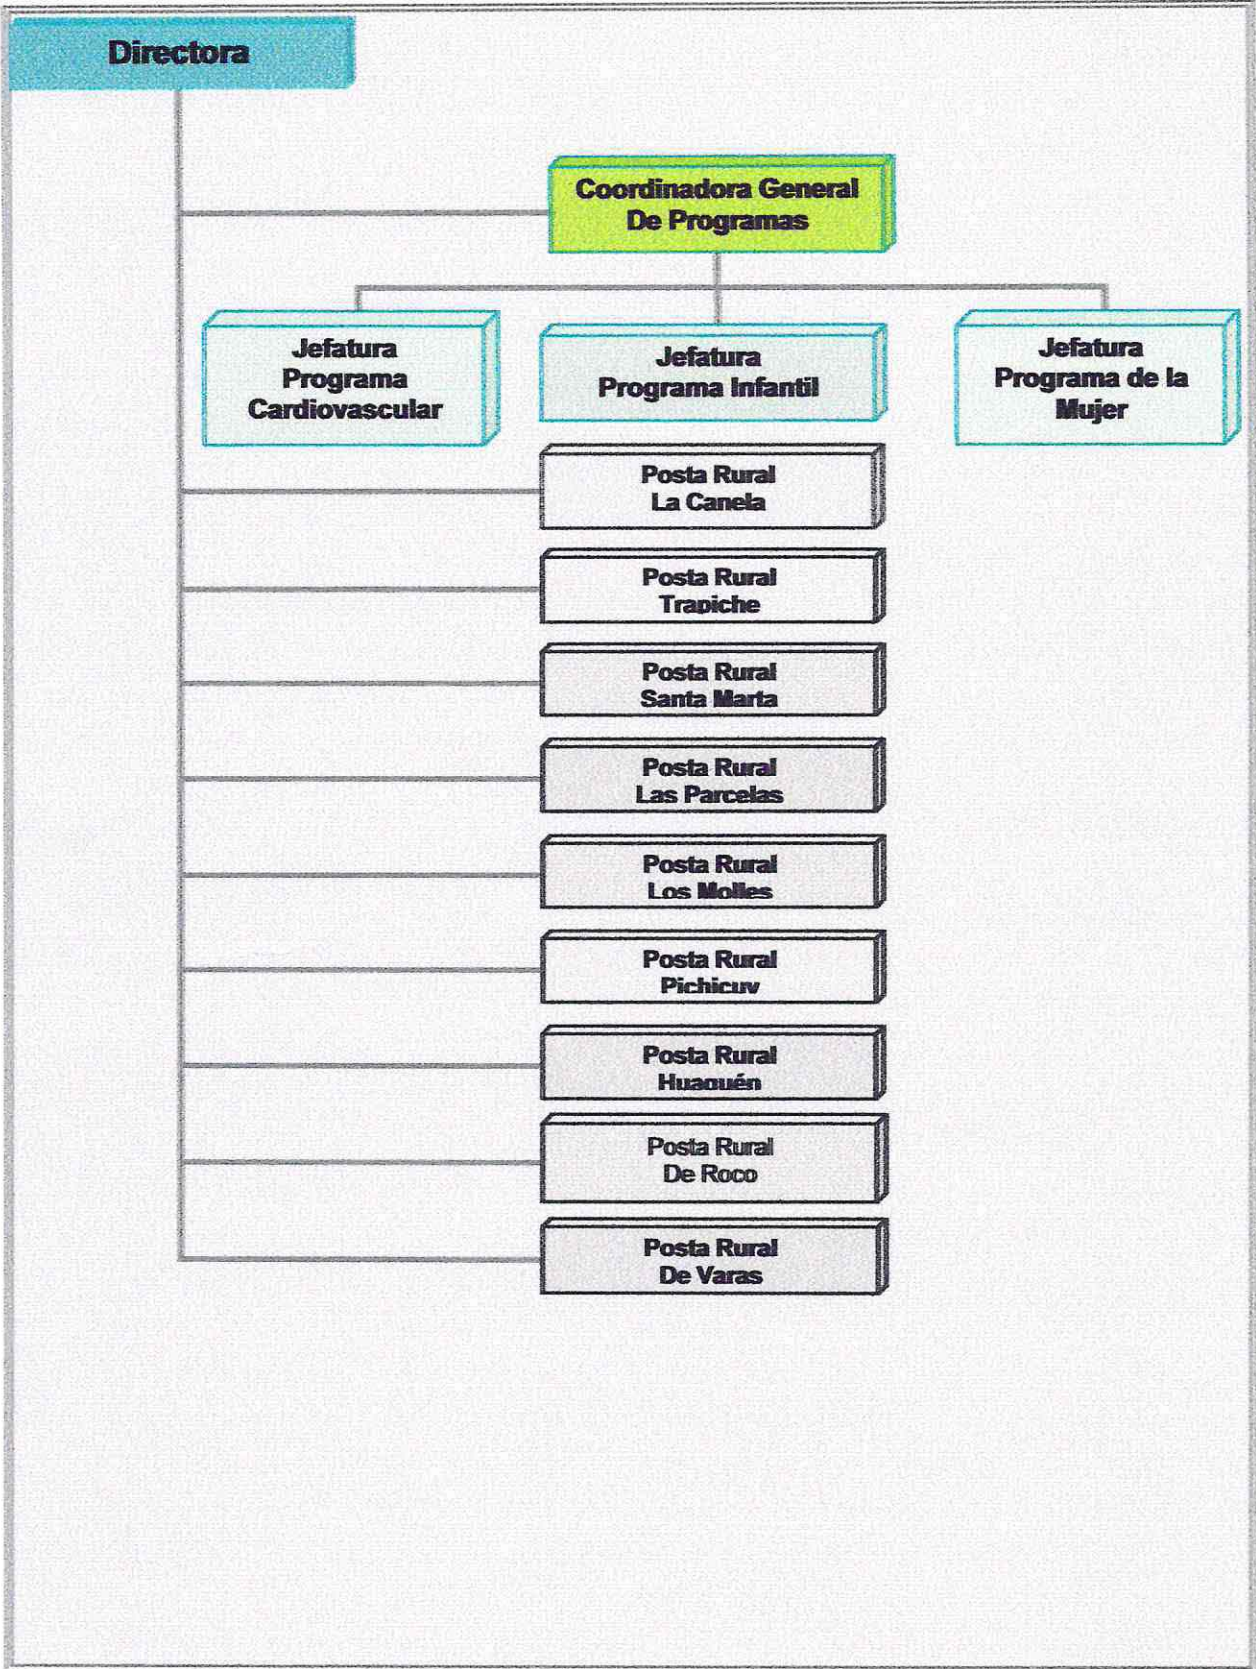 Directora
Coordinadora General
De Programas
Jefatura
Programa
Cardiovascular
Jefatura
Programa Infantil
Jefatura
Programa de la
Mujer
Posta Rural
La Canela
Posta Rural
Trapiche
Posta Rural
Santa Marta
Posta Rural
Las Parcelas
Posta Rural
Los Molles
Posta Rural
Pichicuy
Posta Rural
Huaquén
Posta Rural
De Roco
Posta Rural
De Varas